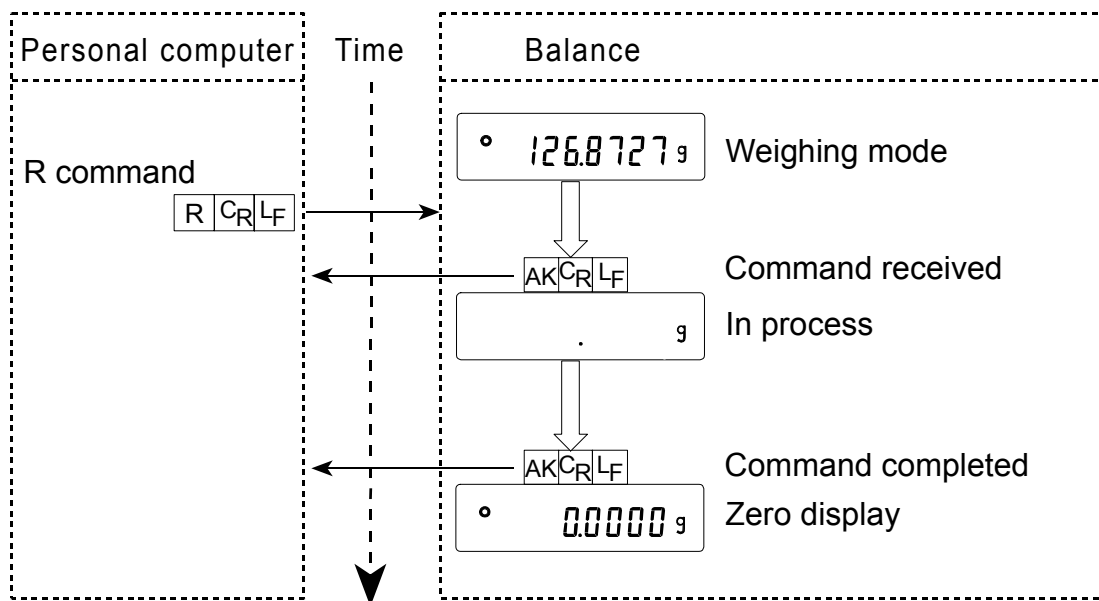 Personal computer Time Balance
126.8727 g Weighing mode
R command
R CR LF
AK CR LF Command received
. g In process
AK CR LF Command completed
0.0000 g Zero display